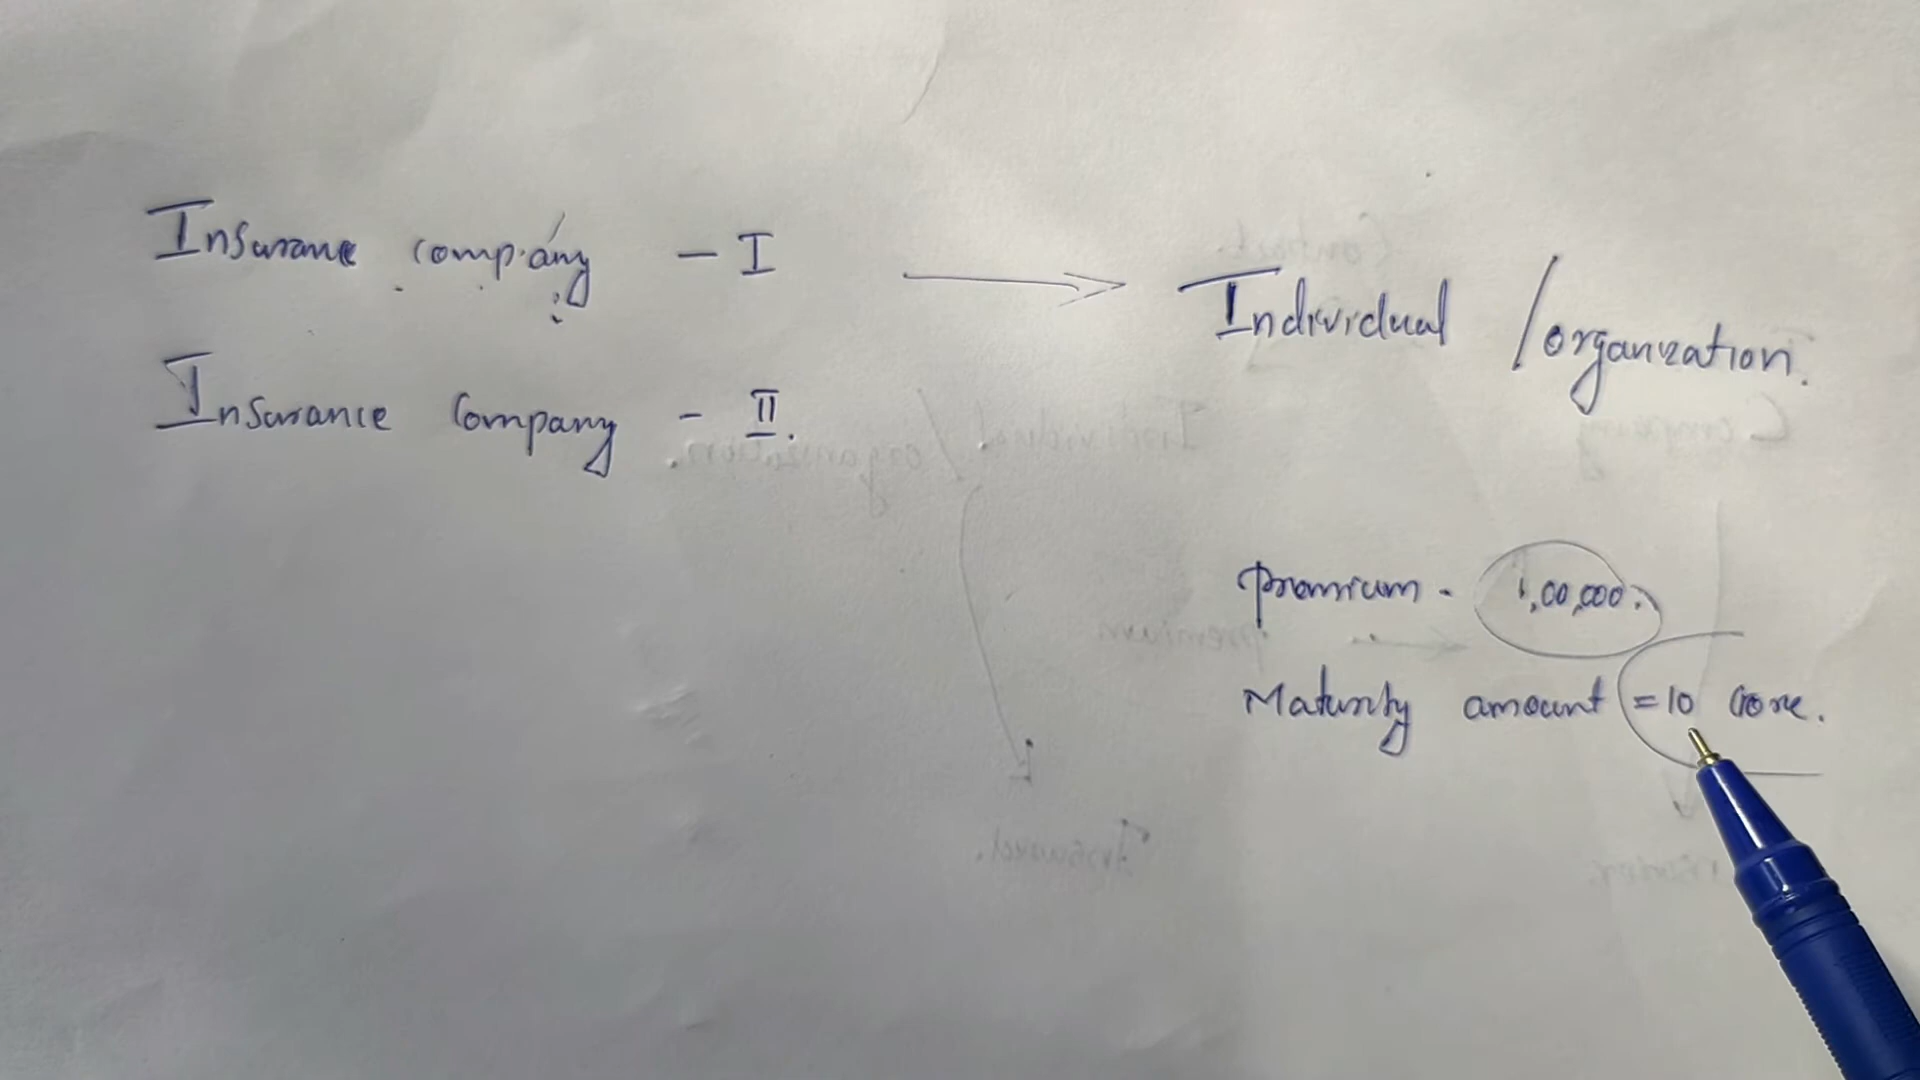 Insurance company - I
Individual / organization.
Insurance Company - II.
premium - 1,00,000.
Maturity amount = 10 Crore.